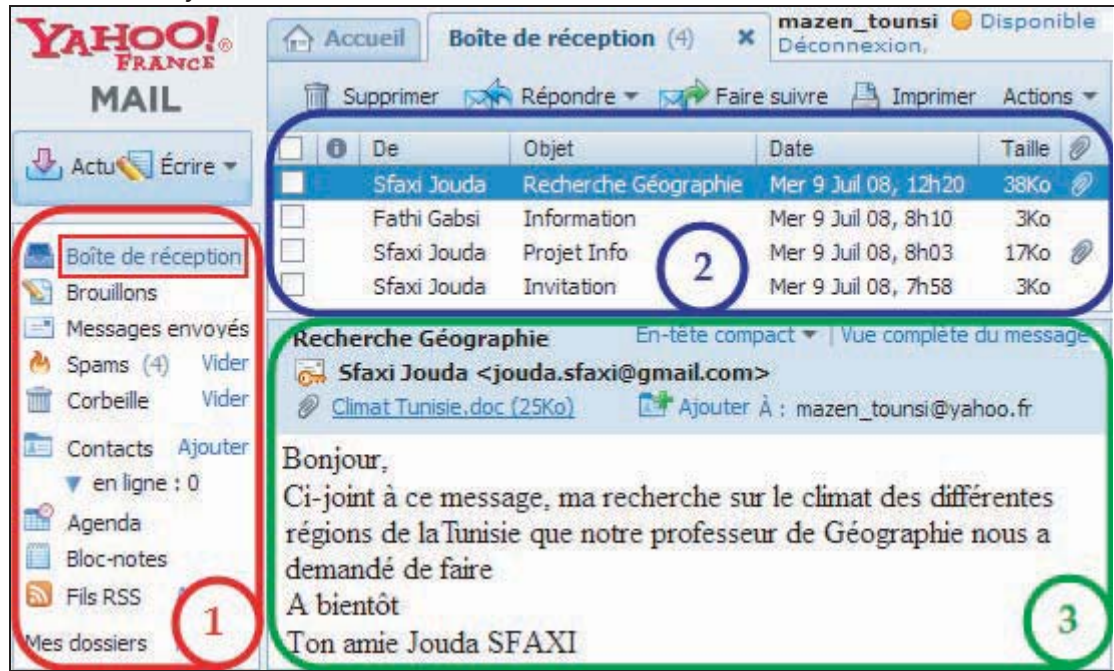 YAHOO!®
FRANCE
MAIL
Accueil
Boîte de réception (4)
mazen_tounsi Disponible
Déconnexion,
Supprimer Répondre Faire suivre Imprimer Actions
Actu Écrire
De Objet Date Taille
Sfaxi Jouda Recherche Géographie Mer 9 Juil 08, 12h20 38Ko
Fathi Gabsi Information Mer 9 Juil 08, 8h10 3Ko
Sfaxi Jouda Projet Info Mer 9 Juil 08, 8h03 17Ko
Sfaxi Jouda Invitation Mer 9 Juil 08, 7h58 3Ko
2
Boîte de réception
Brouillons
Messages envoyés
Spams (4) Vider
Corbeille Vider
Contacts Ajouter
en ligne : 0
Agenda
Bloc-notes
Fils RSS
Mes dossiers
1
Recherche Géographie En-tête compact | Vue complète du message
Sfaxi Jouda <jouda.sfaxi@gmail.com>
Climat Tunisie.doc (25Ko) Ajouter À : mazen_tounsi@yahoo.fr
Bonjour,
Ci-joint à ce message, ma recherche sur le climat des différentes
régions de laTunisie que notre professeur de Géographie nous a
demandé de faire
A bientôt
Ton amie Jouda SFAXI
3